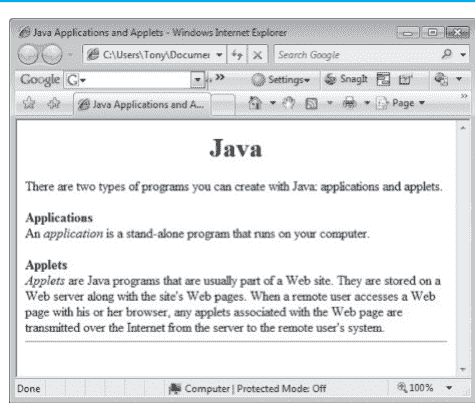 Java Applications and Applets - Windows Internet Explorer
C:\Users\Tony\Documer
Search Google
Google
G
Settings
SnagIt
Java Applications and A...
Page
Java
There are two types of programs you can create with Java: applications and applets.
Applications
An application is a stand-alone program that runs on your computer.
Applets
Applets are Java programs that are usually part of a Web site. They are stored on a
Web server along with the site's Web pages. When a remote user accesses a Web
page with his or her browser, any applets associated with the Web page are
transmitted over the Internet from the server to the remote user's system.
Done
Computer | Protected Mode: Off
100%